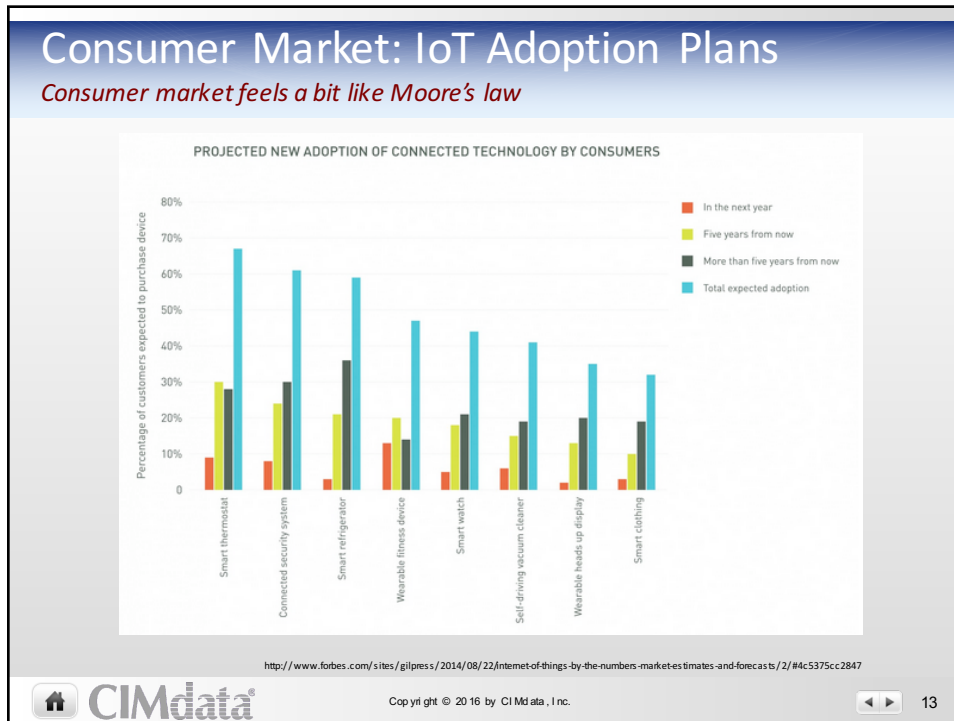 Consumer Market: IoT Adoption Plans
Consumer market feels a bit like Moore's law
PROJECTED NEW ADOPTION OF CONNECTED TECHNOLOGY BY CONSUMERS
Percentage of customers expected to purchase device
80%
70%
60%
50%
40%
30%
20%
10%
0
In the next year
Five years from now
More than five years from now
Total expected adoption
Smart thermostat
Connected security system
Smart refrigerator
Wearable fitness device
Smart watch
Self-driving vacuum cleaner
Wearable heads up display
Smart clothing
http://www.forbes.com/sites/gilpress/2014/08/22/internet-of-things-by-the-numbers-market-estimates-and-forecasts/2/#4c5375cc2847
CIMdata®
Copyright © 2016 by CIMdata, Inc.
13